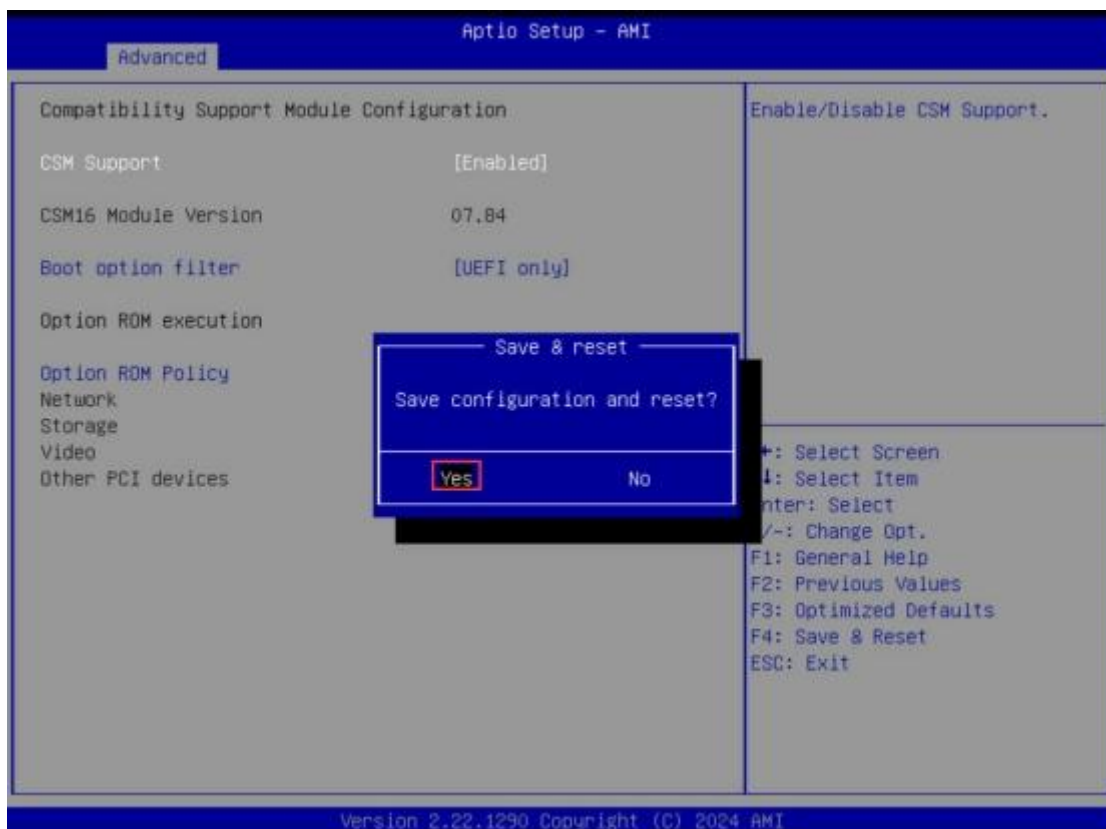 Aptio Setup - AMI
Advanced
Compatibility Support Module Configuration
CSM Support [Enabled]
CSM16 Module Version 07.84
Boot option filter [UEFI only]
Option ROM execution
Option ROM Policy
Network
Storage
Video
Other PCI devices
Save & reset
Save configuration and reset?
Yes No
Enable/Disable CSM Support.
: Select Screen
: Select Item
nter: Select
/-: Change Opt.
F1: General Help
F2: Previous Values
F3: Optimized Defaults
F4: Save & Reset
ESC: Exit
Version 2.22.1290 Copyright (C) 2024 AMI